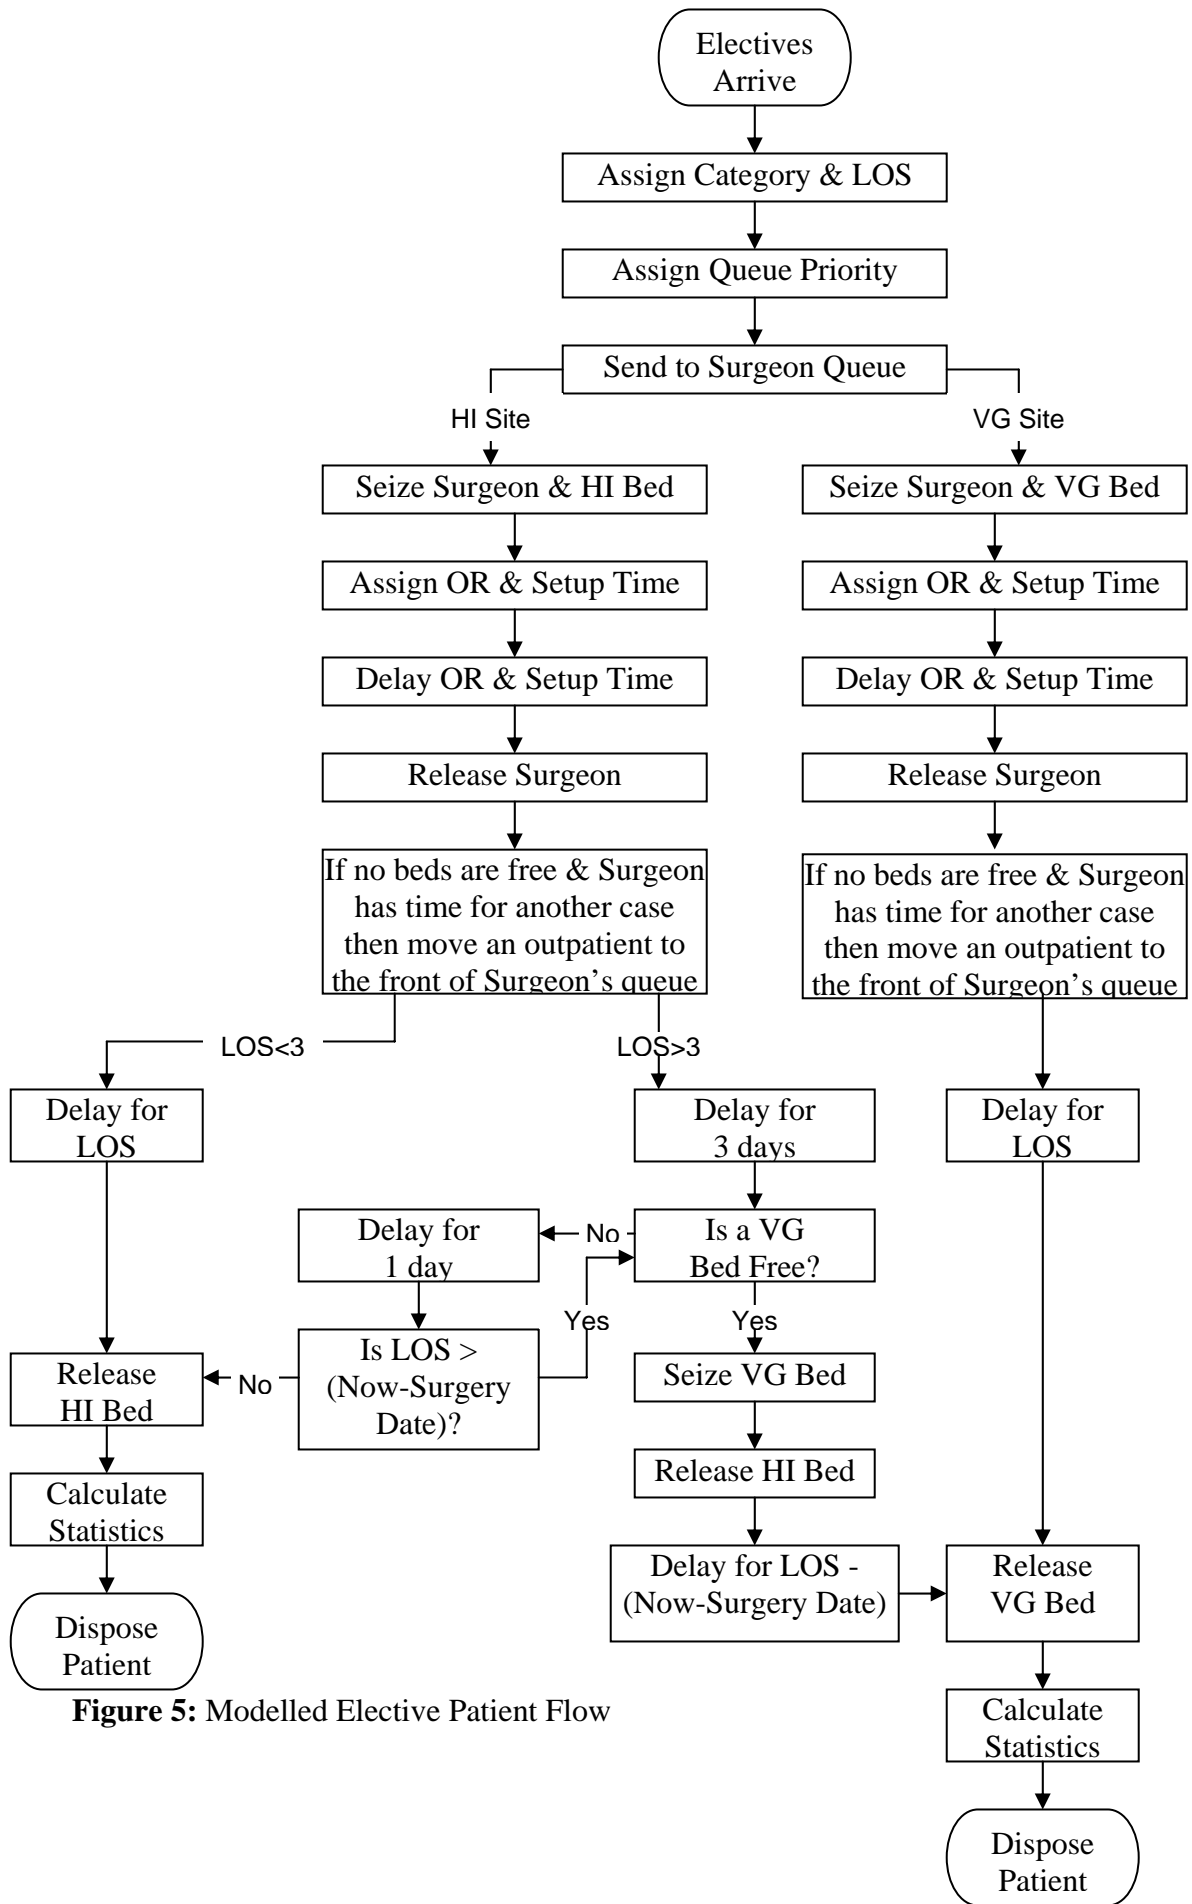 Electives
Arrive
Assign Category & LOS
Assign Queue Priority
Send to Surgeon Queue
HI Site
VG Site
Seize Surgeon & HI Bed
Seize Surgeon & VG Bed
Assign OR & Setup Time
Assign OR & Setup Time
Delay OR & Setup Time
Delay OR & Setup Time
Release Surgeon
Release Surgeon
If no beds are free & Surgeon
has time for another case
then move an outpatient to
the front of Surgeon's queue
If no beds are free & Surgeon
has time for another case
then move an outpatient to
the front of Surgeon's queue
LOS<3
LOS>3
Delay for
LOS
Delay for
3 days
Delay for
LOS
Delay for
1 day
No
Is a VG
Bed Free?
Yes
Yes
Release
HI Bed
No
Is LOS >
(Now-Surgery
Date)?
Seize VG Bed
Release HI Bed
Calculate
Statistics
Delay for LOS -
(Now-Surgery Date)
Release
VG Bed
Dispose
Patient
Figure 5: Modelled Elective Patient Flow
Calculate
Statistics
Dispose
Patient